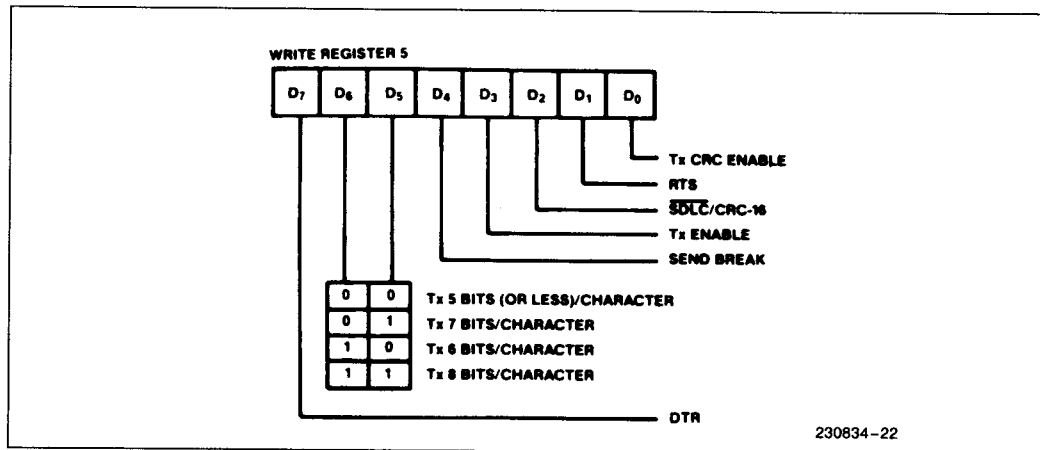 WRITE REGISTER 5
D7 D6 D5 D4 D3 D2 D1 D0
Tx CRC ENABLE
RTS
SDLC/CRC-16
Tx ENABLE
SEND BREAK
0 0 Tx 5 BITS (OR LESS)/CHARACTER
0 1 Tx 7 BITS/CHARACTER
1 0 Tx 6 BITS/CHARACTER
1 1 Tx 8 BITS/CHARACTER
DTR
230834-22